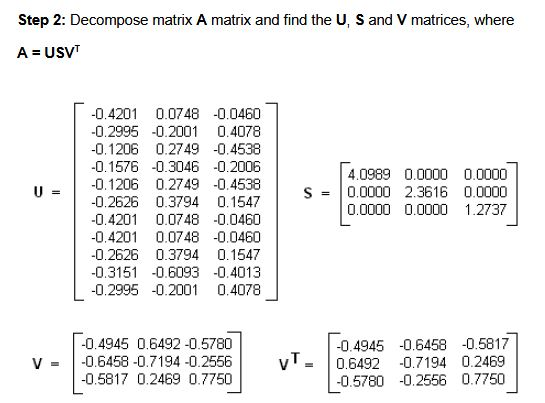 Step 2: Decompose matrix A matrix and find the U, S and V matrices, where
A = USVᵀ
U =
-0.4201 0.0748 -0.0460
-0.2995 -0.2001 0.4078
-0.1206 0.2749 -0.4538
-0.1576 -0.3046 -0.2006
-0.1206 0.2749 -0.4538
-0.2626 0.3794 0.1547
-0.4201 0.0748 -0.0460
-0.4201 0.0748 -0.0460
-0.2626 0.3794 0.1547
-0.3151 -0.6093 -0.4013
-0.2995 -0.2001 0.4078
S =
4.0989 0.0000 0.0000
0.0000 2.3616 0.0000
0.0000 0.0000 1.2737
V =
-0.4945 0.6492 -0.5780
-0.6458 -0.7194 -0.2556
-0.5817 0.2469 0.7750
Vᵀ =
-0.4945 -0.6458 -0.5817
0.6492 -0.7194 0.2469
-0.5780 -0.2556 0.7750